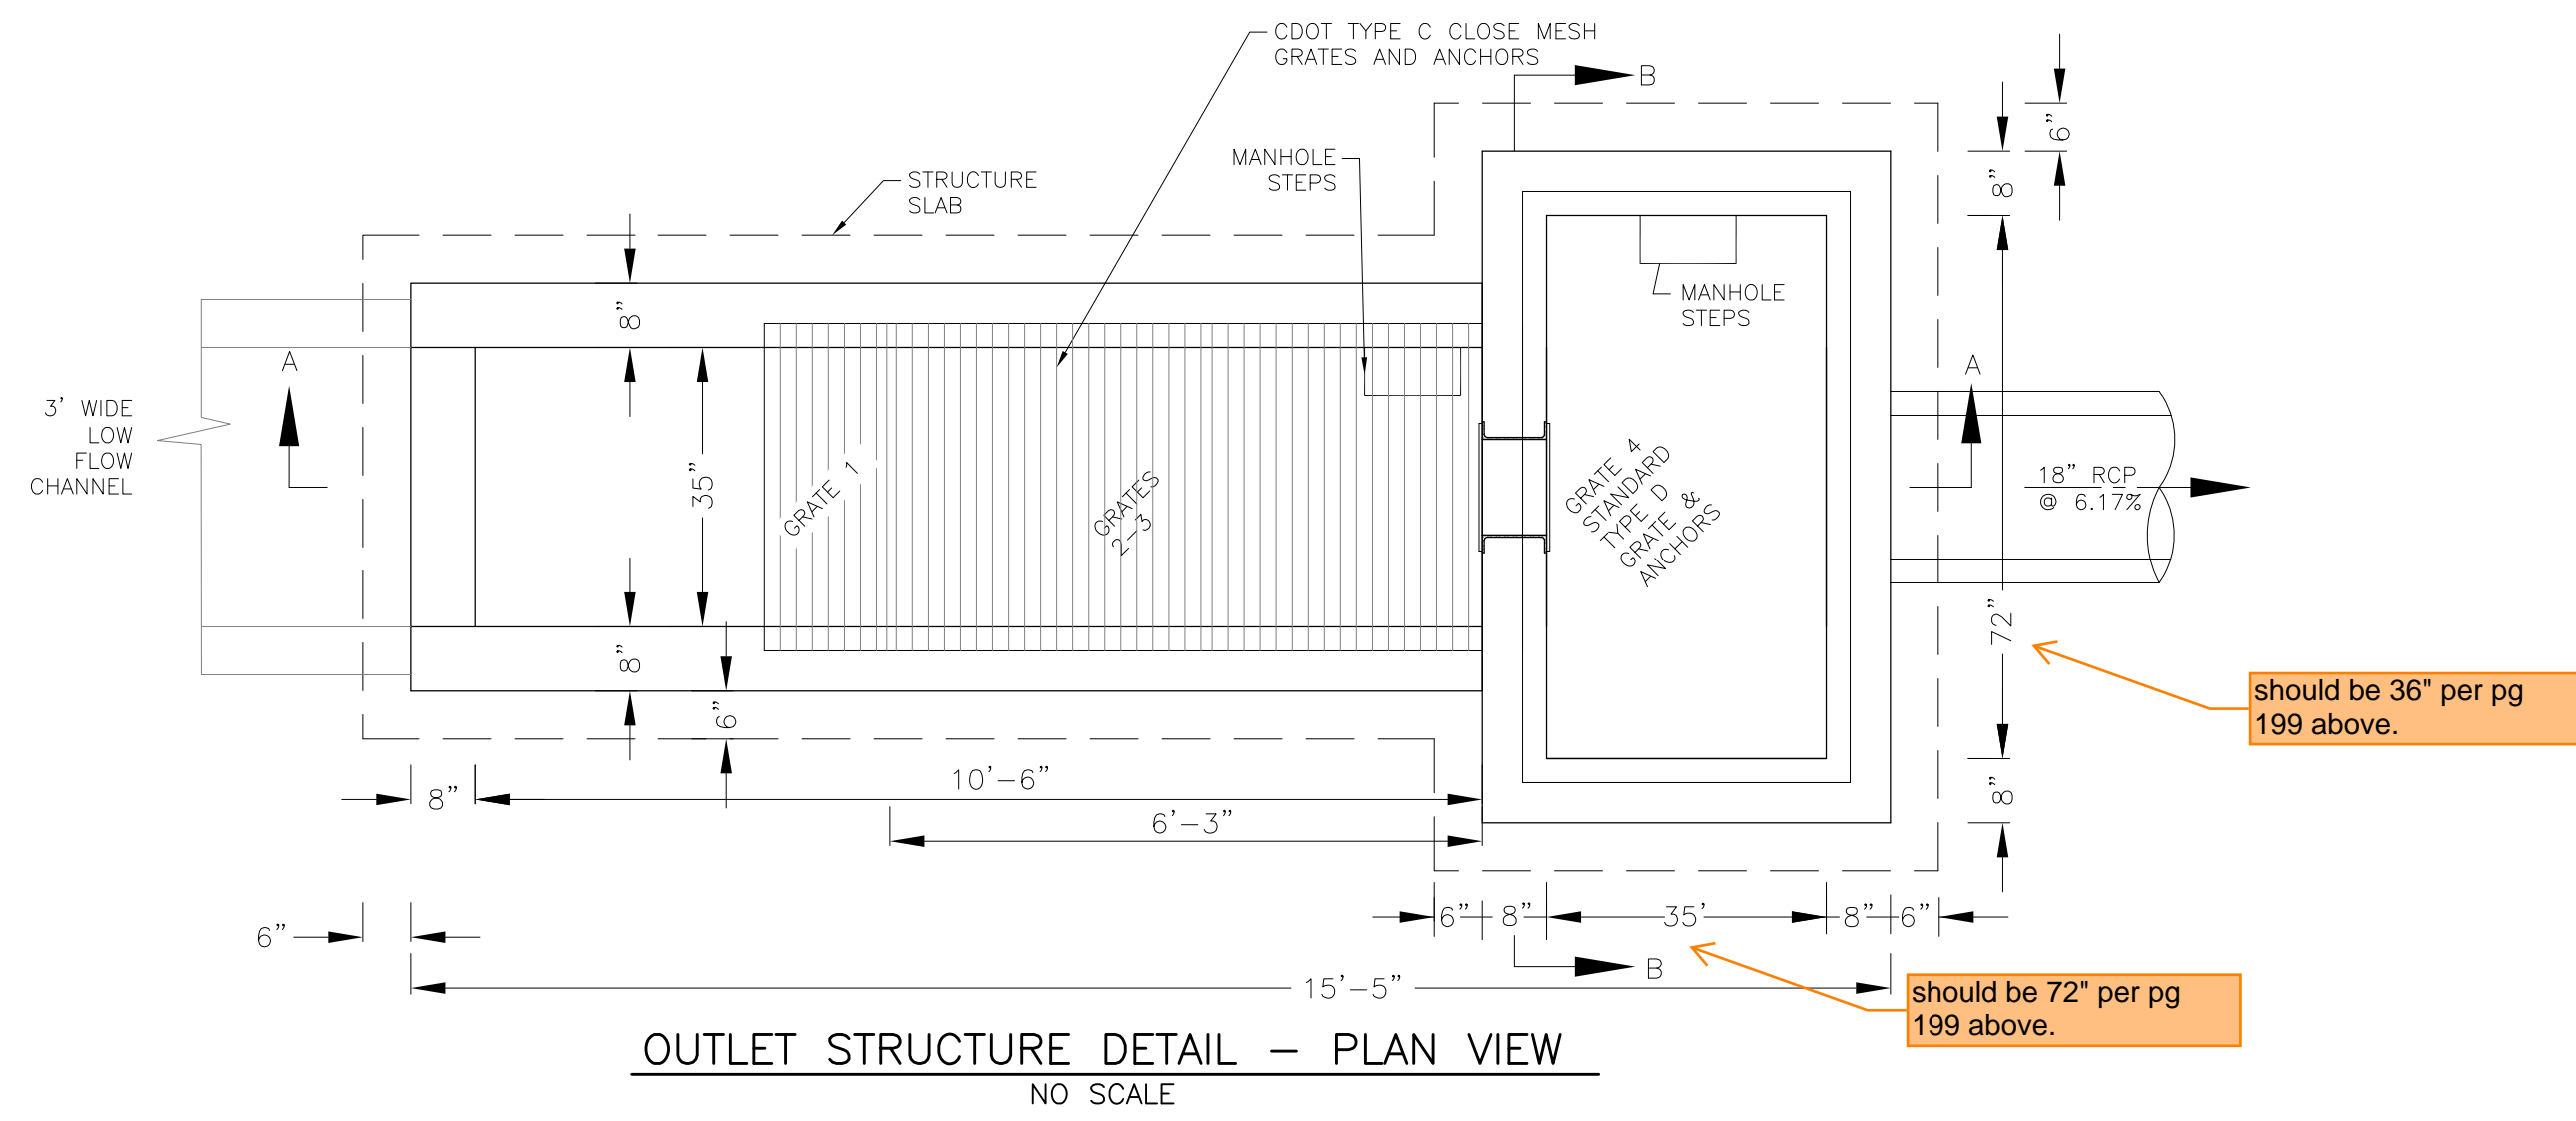 CDOT TYPE C CLOSE MESH
GRATES AND ANCHORS
B
6"
8"
MANHOLE
STEPS
STRUCTURE
SLAB
MANHOLE
STEPS
8"
A
A
3' WIDE
LOW
FLOW
CHANNEL
35"
GRATE 1
GRATES
2-3
GRATE 4
STANDARD
TYPE D
GRATE &
ANCHORS
18" RCP
@ 6.17%
72"
8"
6"
should be 36" per pg
199 above.
10'-6"
8"
8"
6'-3"
6"
6"
8"
35'
8"
6"
B
15'-5"
should be 72" per pg
199 above.
OUTLET STRUCTURE DETAIL – PLAN VIEW
NO SCALE